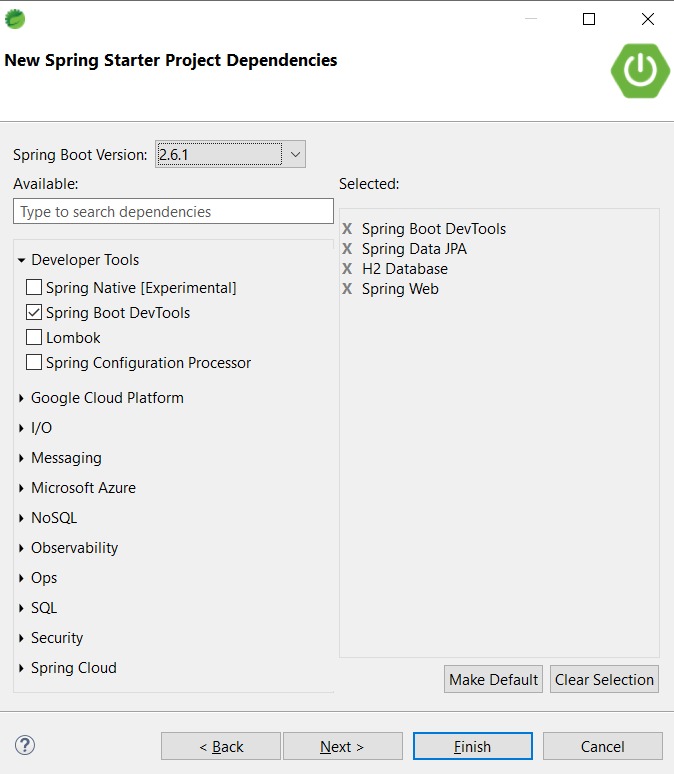 New Spring Starter Project Dependencies
Spring Boot Version: 2.6.1
Available:
Type to search dependencies
Developer Tools
Spring Native [Experimental]
Spring Boot DevTools
Lombok
Spring Configuration Processor
Google Cloud Platform
I/O
Messaging
Microsoft Azure
NoSQL
Observability
Ops
SQL
Security
Spring Cloud
Selected:
X Spring Boot DevTools
X Spring Data JPA
X H2 Database
X Spring Web
Make Default Clear Selection
? < Back Next > Finish Cancel